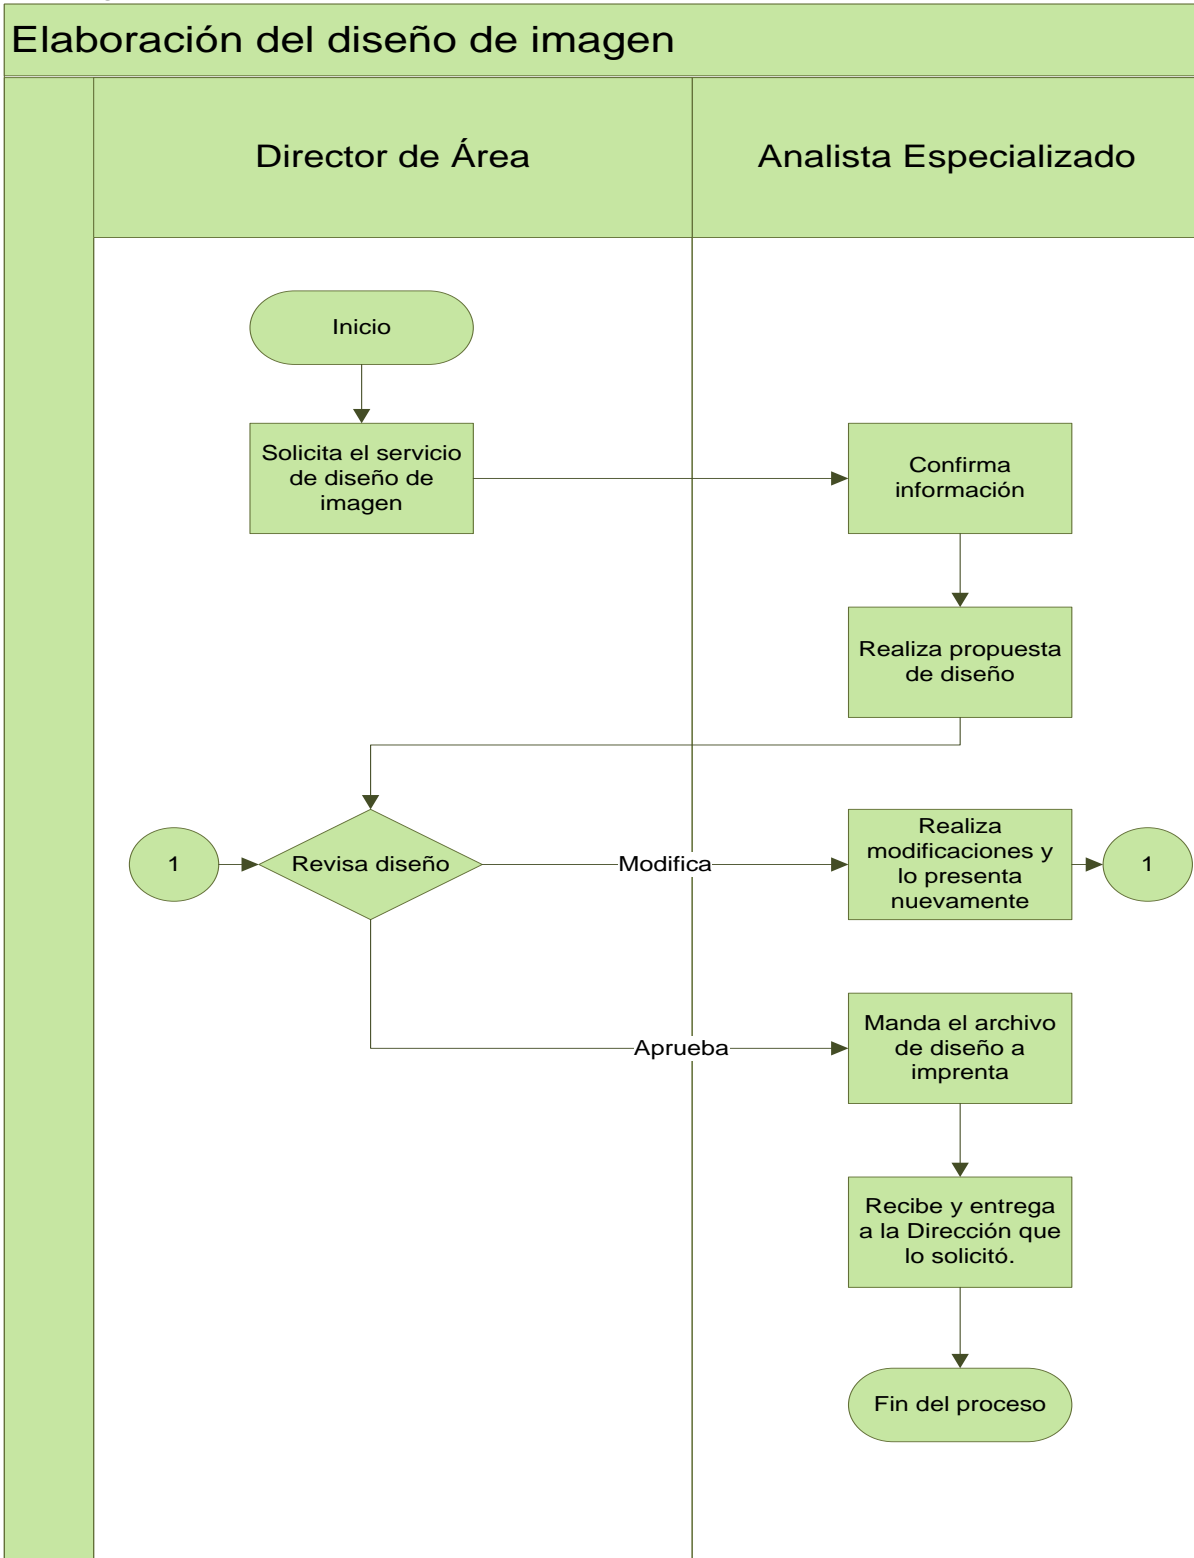 Elaboración del diseño de imagen
Director de Área
Analista Especializado
Inicio
Solicita el servicio
de diseño de
imagen
Confirma
información
Realiza propuesta
de diseño
1
Revisa diseño
Modifica
Realiza
modificaciones y
lo presenta
nuevamente
1
Aprueba
Manda el archivo
de diseño a
imprenta
Recibe y entrega
a la Dirección que
lo solicitó.
Fin del proceso